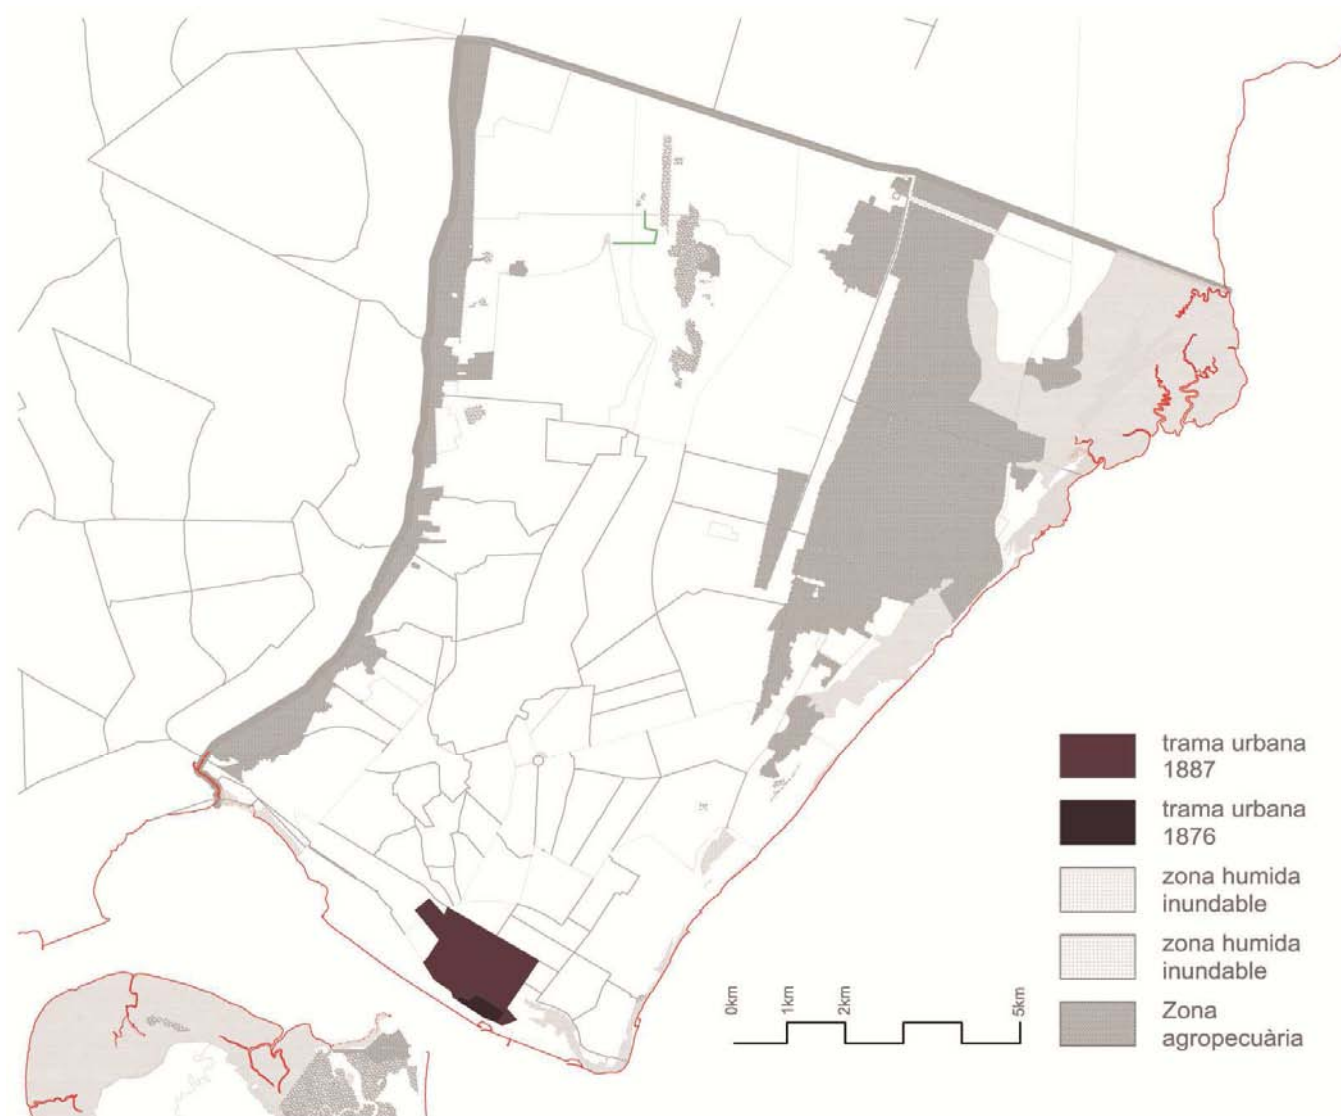 trama urbana
1887
trama urbana
1876
zona humida
inundable
zona humida
inundable
Zona
agropecuària
0km
1km
2km
5km